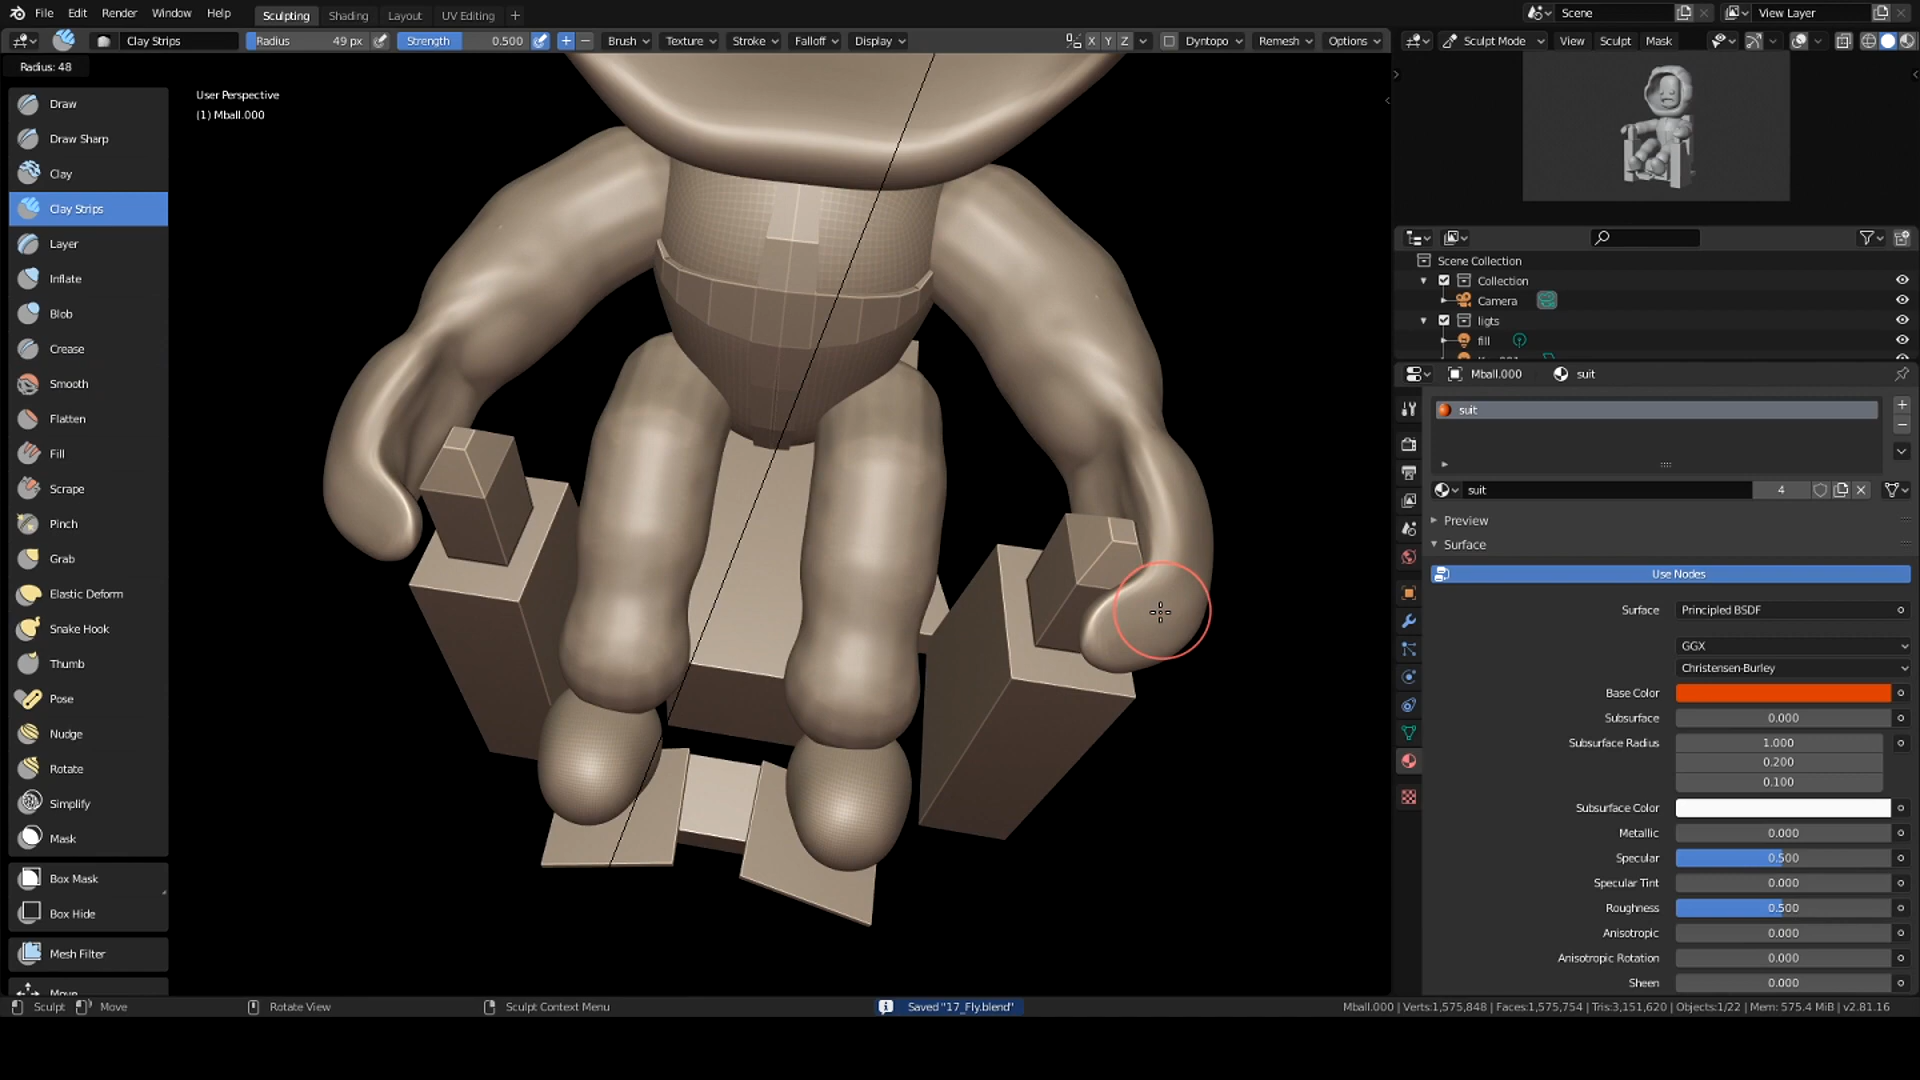 File Edit Render Window Help Sculpting Shading Layout UV Editing + Scene View Layer
Clay Strips Radius 49 px Strength 0.500 Brush Texture Stroke Falloff Display X Y Z Dyntopo Remesh Options Sculpt Mode View Sculpt Mask
Radius: 48
User Perspective
(1) Mball.000
Draw
Draw Sharp
Clay
Clay Strips
Layer
Inflate
Blob
Crease
Smooth
Flatten
Fill
Scrape
Pinch
Grab
Elastic Deform
Snake Hook
Thumb
Pose
Nudge
Rotate
Simplify
Mask
Box Mask
Box Hide
Mesh Filter
Move
Scene Collection
Collection
Camera
ligts
fill
Mball.000 suit
suit
suit 4
Preview
Surface
Use Nodes
Surface Principled BSDF
GGX
Christensen-Burley
Base Color
Subsurface 0.000
Subsurface Radius 1.000
0.200
0.100
Subsurface Color
Metallic 0.000
Specular 0.500
Specular Tint 0.000
Roughness 0.500
Anisotropic 0.000
Anisotropic Rotation 0.000
Sheen 0.000
Sculpt Move Rotate View Sculpt Context Menu Saved "17_Fly.blend" Mball.000 | Verts:1,575,848 | Faces:1,575,754 | Tris:3,151,620 | Objects:1/22 | Mem: 575.4 MiB | v2.81.16